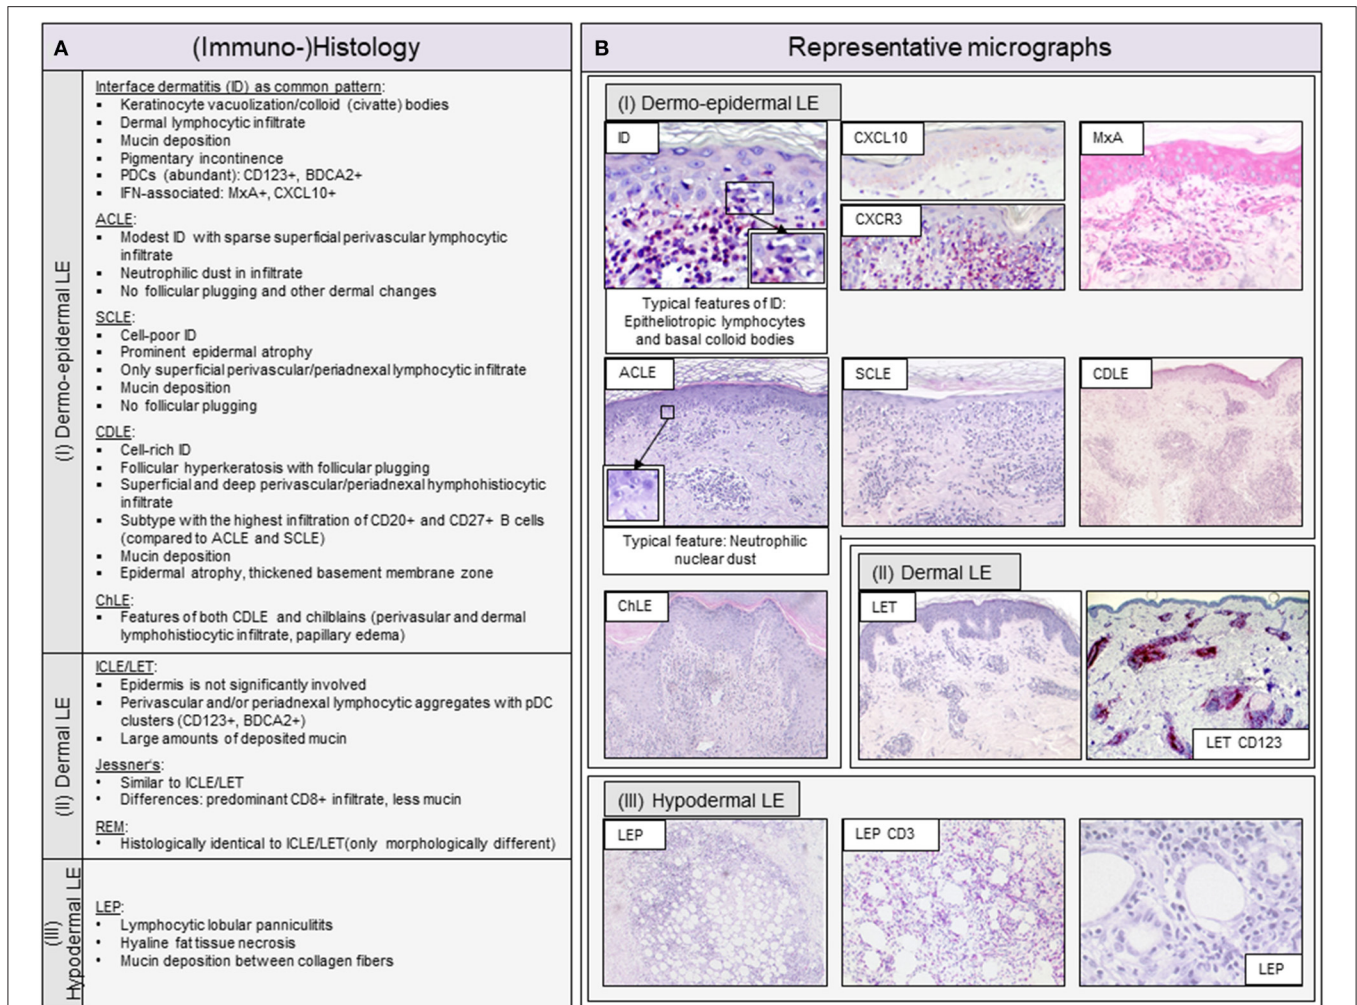 A
(Immuno-)Histology
(I) Dermo-epidermal LE
Interface dermatitis (ID) as common pattern:
▪ Keratinocyte vacuolization/colloid (civatte) bodies
▪ Dermal lymphocytic infiltrate
▪ Mucin deposition
▪ Pigmentary incontinence
▪ PDCs (abundant): CD123+, BDCA2+
▪ IFN-associated: MxA+, CXCL10+
ACLE:
▪ Modest ID with sparse superficial perivascular lymphocytic
infiltrate
▪ Neutrophilic dust in infiltrate
▪ No follicular plugging and other dermal changes
SCLE:
▪ Cell-poor ID
▪ Prominent epidermal atrophy
▪ Only superficial perivascular/periadnexal lymphocytic infiltrate
▪ Mucin deposition
▪ No follicular plugging
CDLE:
▪ Cell-rich ID
▪ Follicular hyperkeratosis with follicular plugging
▪ Superficial and deep perivascular/periadnexal hymphohistiocytic
infiltrate
▪ Subtype with the highest infiltration of CD20+ and CD27+ B cells
(compared to ACLE and SCLE)
▪ Mucin deposition
▪ Epidermal atrophy, thickened basement membrane zone
ChLE:
▪ Features of both CDLE and chilblains (perivasular and dermal
lymphohistiocytic infiltrate, papillary edema)
(II) Dermal LE
ICLE/LET:
▪ Epidermis is not significantly involved
▪ Perivascular and/or periadnexal lymphocytic aggregates with pDC
clusters (CD123+, BDCA2+)
▪ Large amounts of deposited mucin
Jessner's:
• Similar to ICLE/LET
• Differences: predominant CD8+ infiltrate, less mucin
REM:
• Histologically identical to ICLE/LET(only morphologically different)
(III)
Hypodermal LE
LEP:
• Lymphocytic lobular panniculitits
• Hyaline fat tissue necrosis
• Mucin deposition between collagen fibers
B
Representative micrographs
(I) Dermo-epidermal LE
ID
CXCL10
MxA
CXCR3
Typical features of ID:
Epitheliotropic lymphocytes
and basal colloid bodies
ACLE
SCLE
CDLE
Typical feature: Neutrophilic
nuclear dust
ChLE
(II) Dermal LE
LET
LET CD123
(III) Hypodermal LE
LEP
LEP CD3
LEP